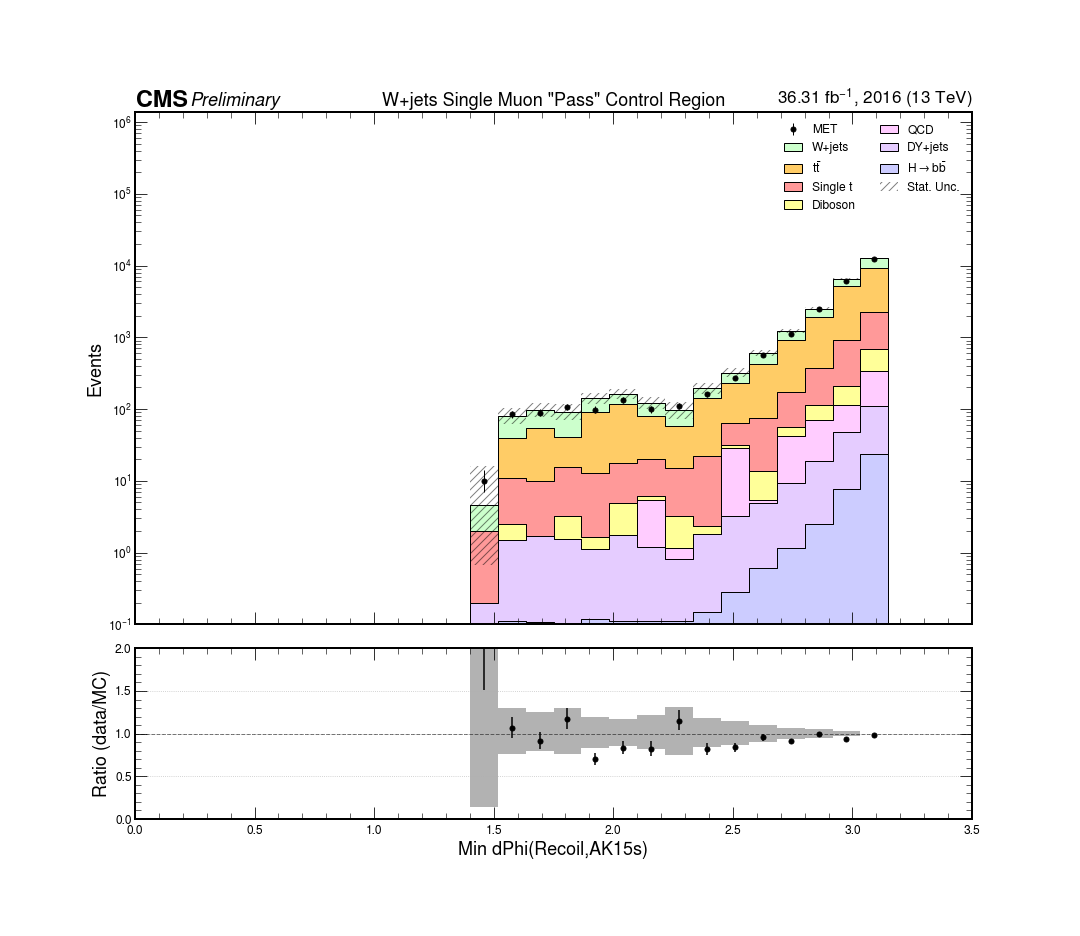 CMS Preliminary W+jets Single Muon "Pass" Control Region 36.31 fb⁻¹, 2016 (13 TeV)
MET QCD
W+jets DY+jets
tt̄ H→bb̄
Single t Stat. Unc.
Diboson
10⁶
10⁵
10⁴
10³
10²
10¹
10⁰
10⁻¹
Events
2.0
1.5
1.0
0.5
0.0
Ratio (data/MC)
0.0 0.5 1.0 1.5 2.0 2.5 3.0 3.5
Min dPhi(Recoil,AK15s)